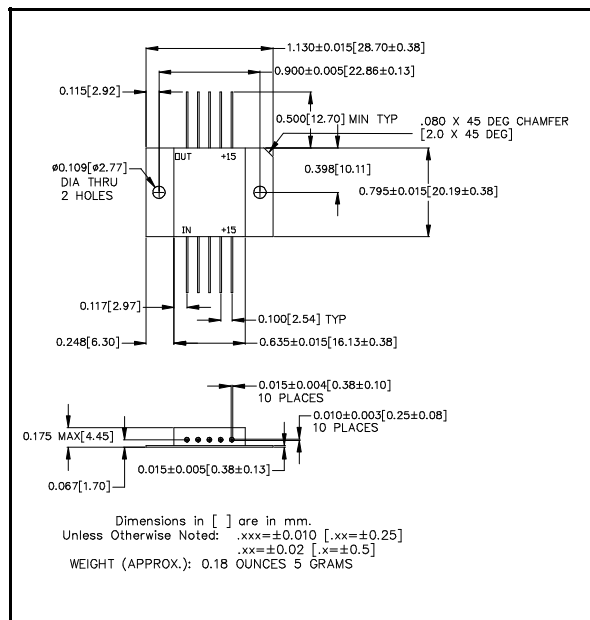 1.130±0.015[28.70±0.38]
0.900±0.005[22.86±0.13]
0.115[2.92]
0.500[12.70] MIN TYP
.080 X 45 DEG CHAMFER
[2.0 X 45 DEG]
OUT +15
0.398[10.11]
ø0.109[ø2.77]
DIA THRU
2 HOLES
0.795±0.015[20.19±0.38]
IN +15
0.117[2.97]
0.100[2.54] TYP
0.248[6.30]
0.635±0.015[16.13±0.38]
0.015±0.004[0.38±0.10]
10 PLACES
0.010±0.003[0.25±0.08]
10 PLACES
0.175 MAX[4.45]
0.015±0.005[0.38±0.13]
0.067[1.70]
Dimensions in [ ] are in mm.
Unless Otherwise Noted: .xxx=±0.010 [.xx=±0.25]
.xx=±0.02 [.x=±0.5]
WEIGHT (APPROX.): 0.18 OUNCES 5 GRAMS